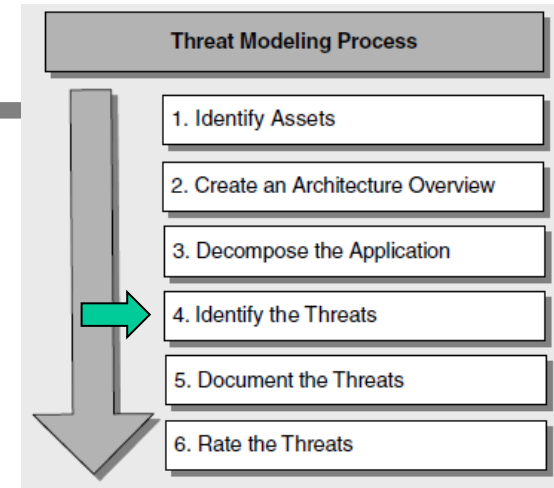 Threat Modeling Process
1. Identify Assets
2. Create an Architecture Overview
3. Decompose the Application
4. Identify the Threats
5. Document the Threats
6. Rate the Threats